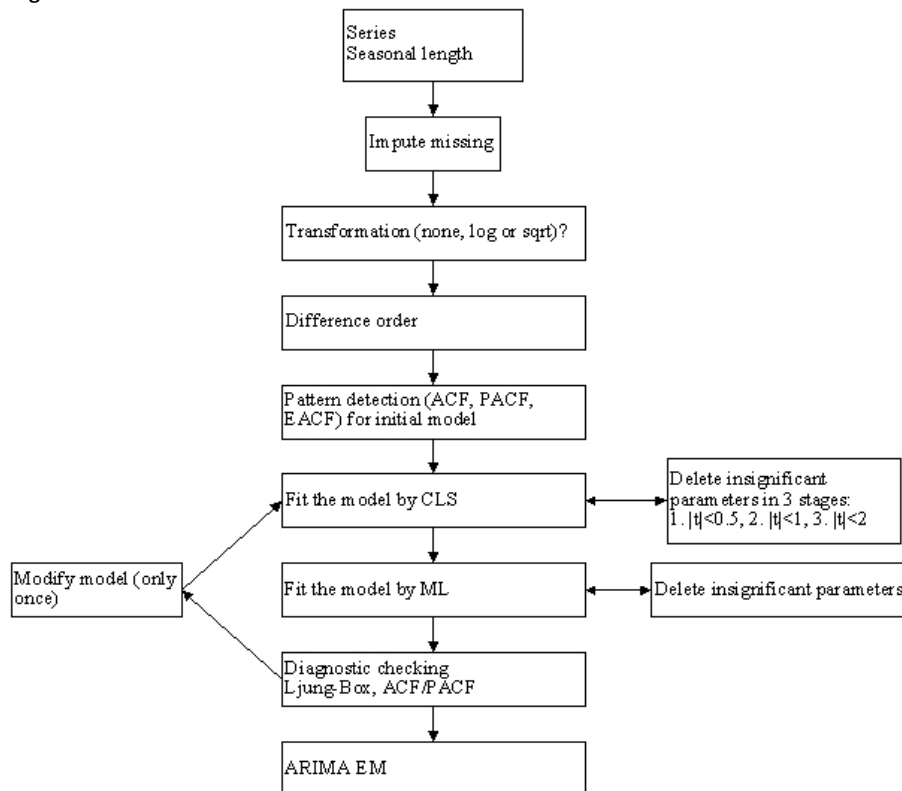 Series
Seasonal length
Impute missing
Transformation (none, log or sqrt)?
Difference order
Pattern detection (ACF, PACF,
EACF) for initial model
Fit the model by CLS
Delete insignificant
parameters in 3 stages:
1. |t|<0.5, 2. |t|<1, 3. |t|<2
Modify model (only
once)
Fit the model by ML
Delete insignificant parameters
Diagnostic checking
Ljung-Box, ACF/PACF
ARIMA EM